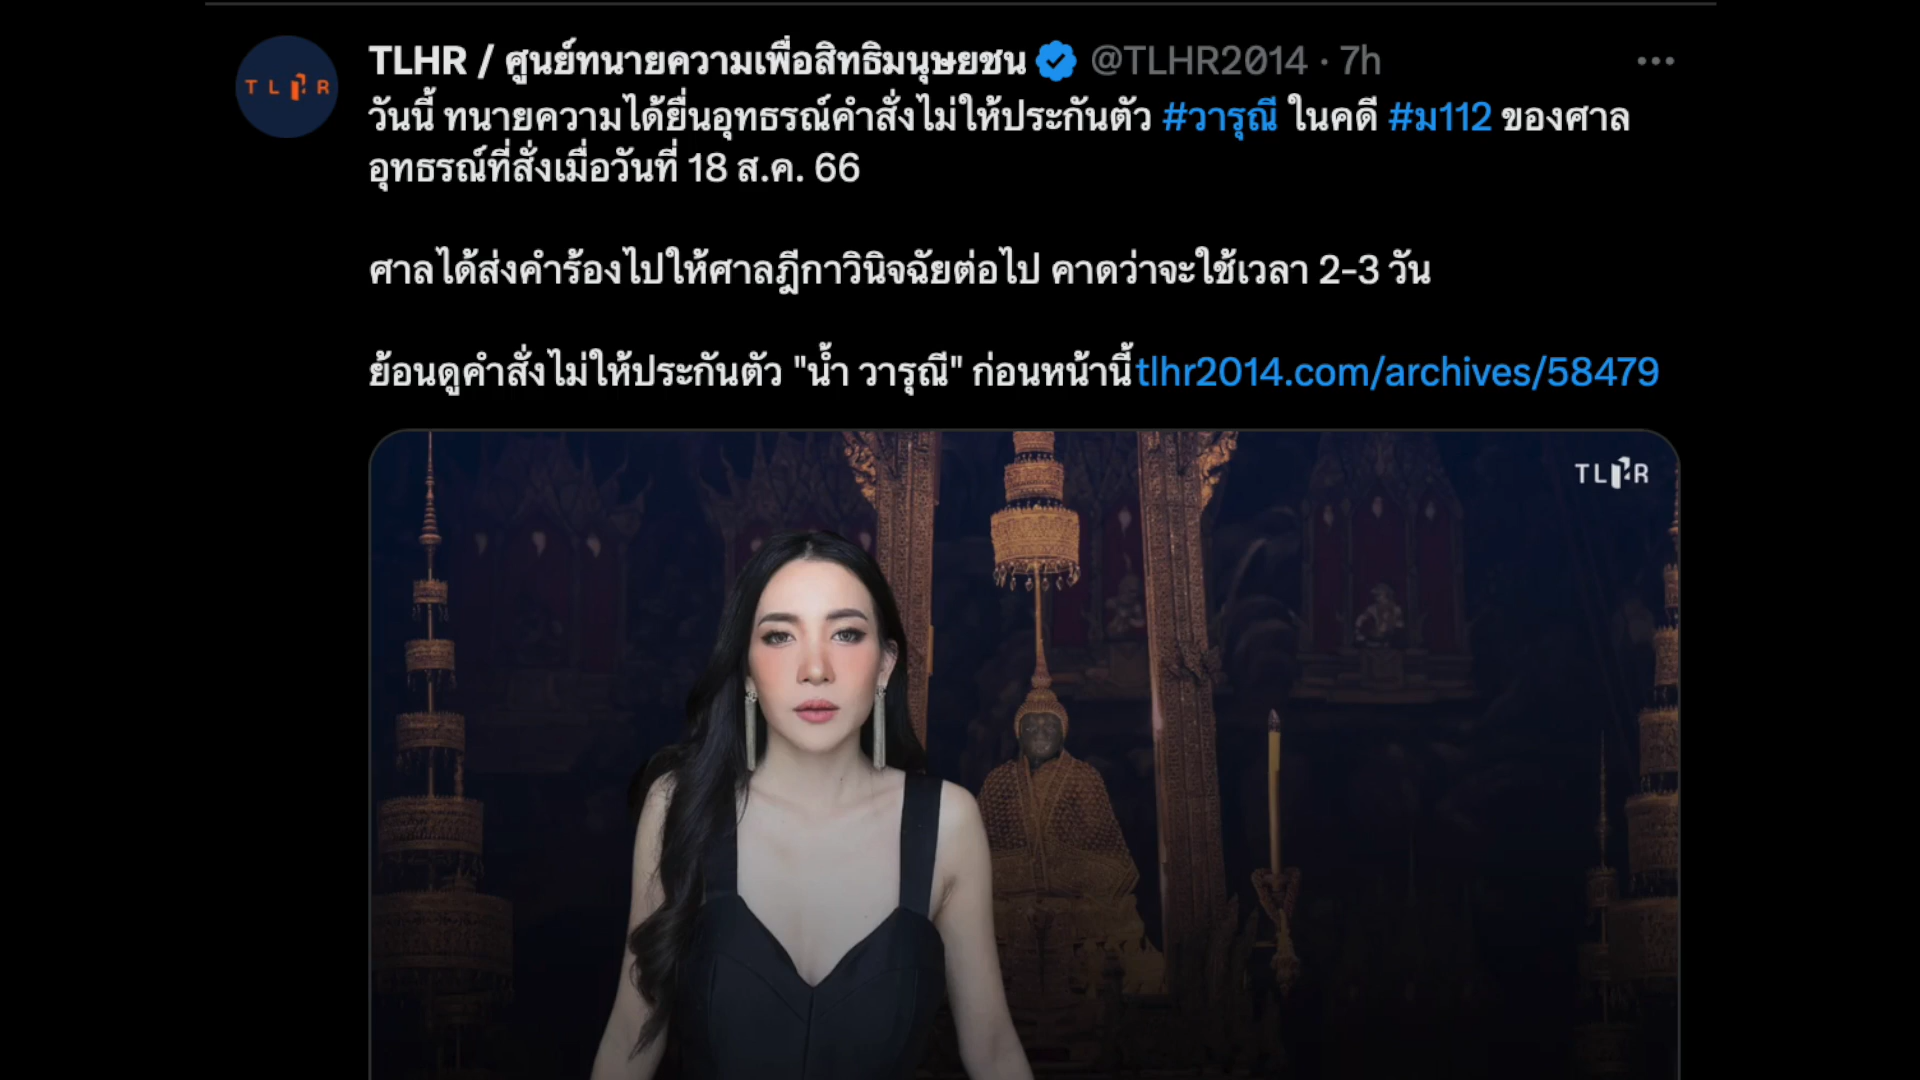 TLHR
TLHR / ศูนย์ทนายความเพื่อสิทธิมนุษยชน @TLHR2014 · 7h
วันนี้ ทนายความได้ยื่นอุทธรณ์คำสั่งไม่ให้ประกันตัว #วารุณี ในคดี #ม112 ของศาล
อุทธรณ์ที่สั่งเมื่อวันที่ 18 ส.ค. 66
ศาลได้ส่งคำร้องไปให้ศาลฎีกาวินิจฉัยต่อไป คาดว่าจะใช้เวลา 2-3 วัน
ย้อนดูคำสั่งไม่ให้ประกันตัว "น้ำ วารุณี" ก่อนหน้านี้ tlhr2014.com/archives/58479
TLHR